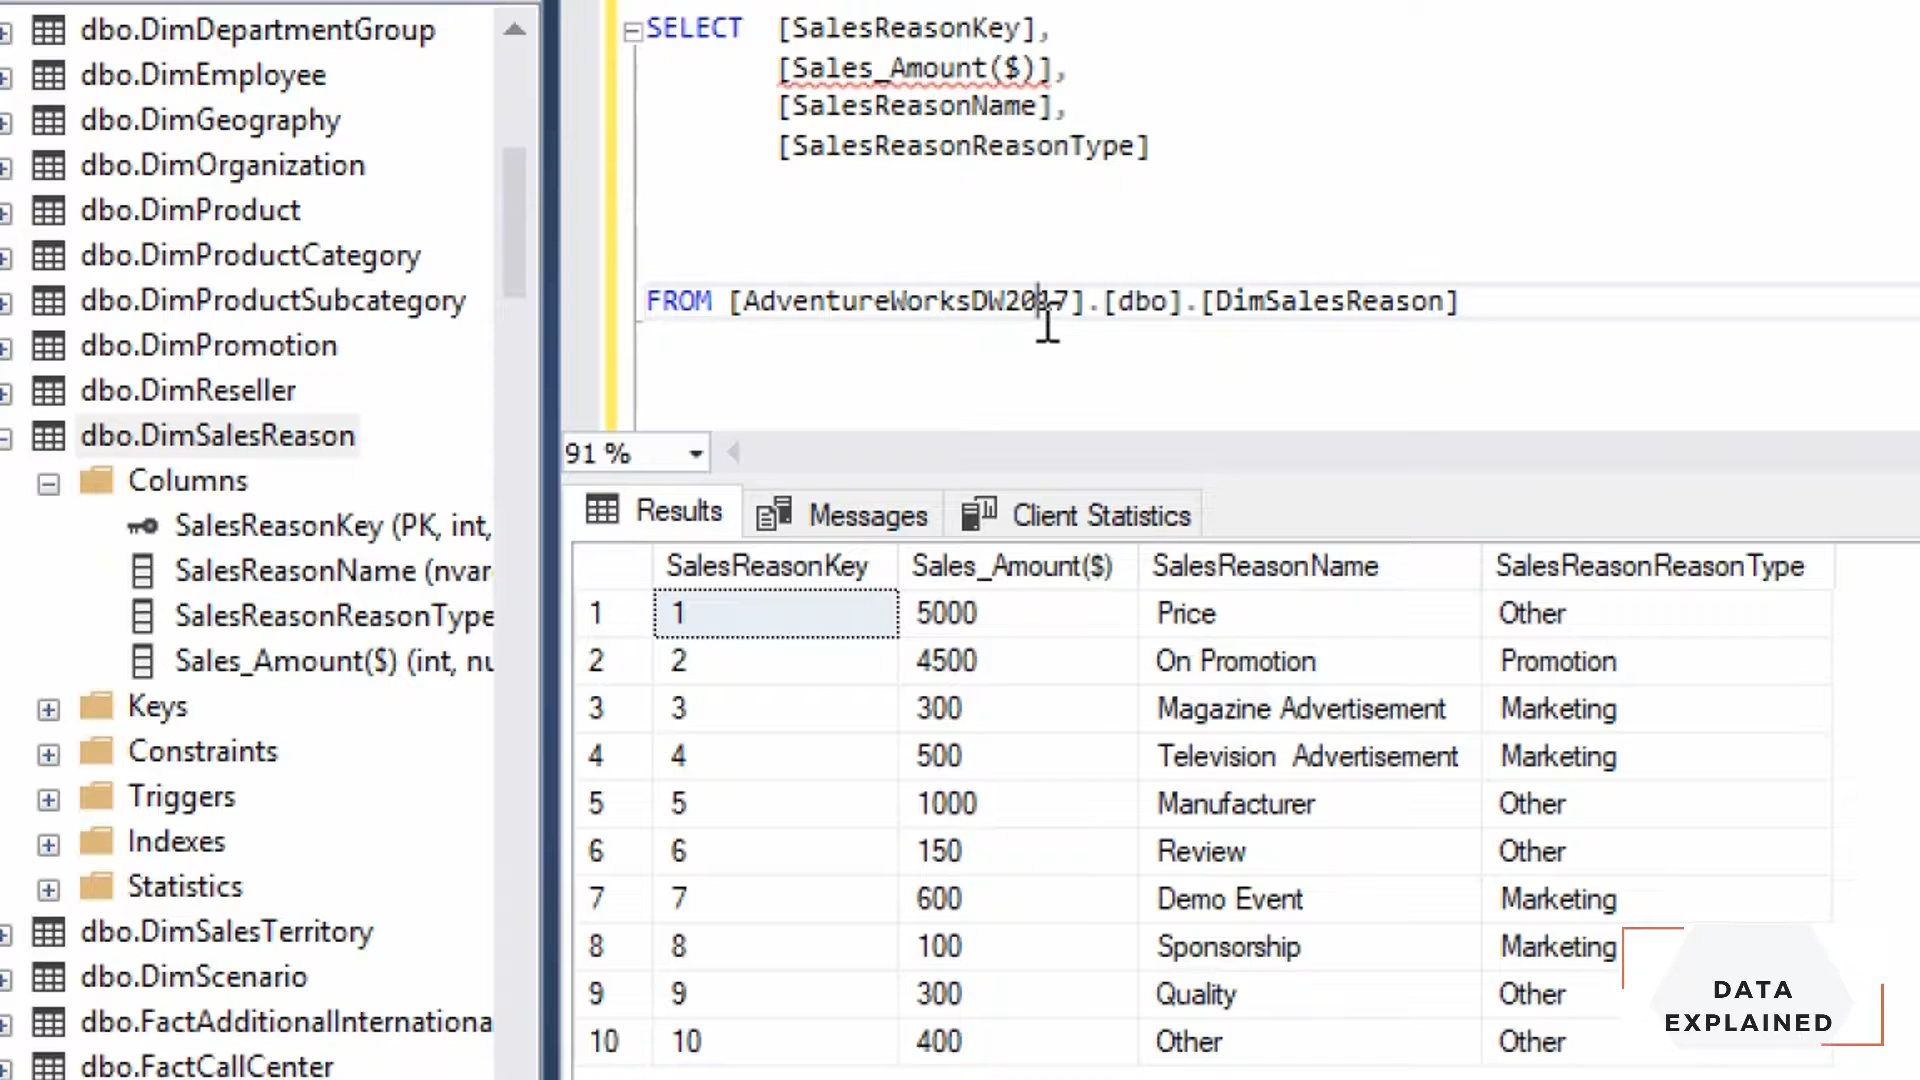 dbo.DimDepartmentGroup
dbo.DimEmployee
dbo.DimGeography
dbo.DimOrganization
dbo.DimProduct
dbo.DimProductCategory
dbo.DimProductSubcategory
dbo.DimPromotion
dbo.DimReseller
dbo.DimSalesReason
Columns
SalesReasonKey (PK, int,
SalesReasonName (nvar
SalesReasonReasonType
Sales_Amount($) (int, nu
Keys
Constraints
Triggers
Indexes
Statistics
dbo.DimSalesTerritory
dbo.DimScenario
dbo.FactAdditionalInternationa
dbo.FactCallCenter
SELECT [SalesReasonKey],
[Sales_Amount($)],
[SalesReasonName],
[SalesReasonReasonType]
FROM [AdventureWorksDW2017].[dbo].[DimSalesReason]
91 %
Results Messages Client Statistics
SalesReasonKey Sales_Amount($) SalesReasonName SalesReasonReasonType
1 1 5000 Price Other
2 2 4500 On Promotion Promotion
3 3 300 Magazine Advertisement Marketing
4 4 500 Television  Advertisement Marketing
5 5 1000 Manufacturer Other
6 6 150 Review Other
7 7 600 Demo Event Marketing
8 8 100 Sponsorship Marketing
9 9 300 Quality Other
10 10 400 Other Other
DATA
EXPLAINED